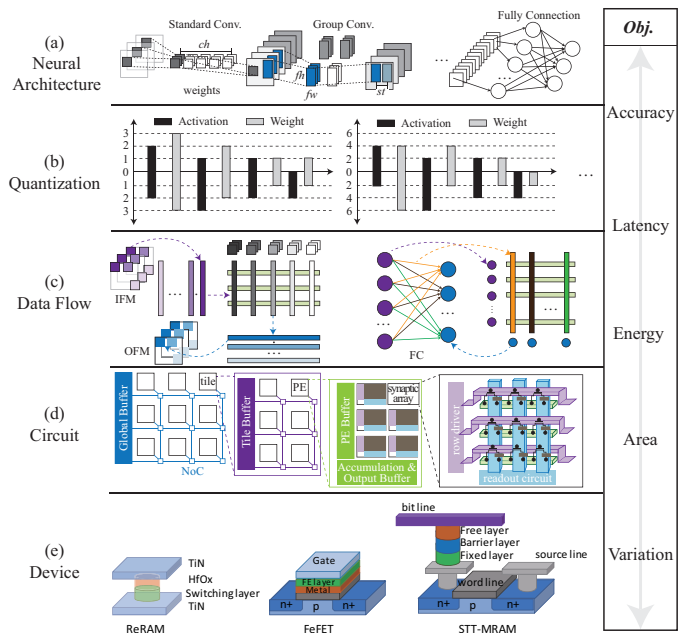 (a)
Neural
Architecture
Standard Conv.
Group Conv.
Fully Connection
ch
weights
fh
fw
st
...
Obj.
Accuracy
Latency
Energy
Area
Variation
(b)
Quantization
Activation
Weight
3
2
1
0
1
2
3
Activation
Weight
6
4
2
0
2
4
6
...
(c)
Data Flow
IFM
...
OFM
...
...
FC
...
...
(d)
Circuit
Global Buffer
tile
NoC
Tile Buffer
PE
PE Buffer
synaptic
array
Accumulation &
Output Buffer
row driver
readout circuit
(e)
Device
TiN
HfOx
Switching layer
TiN
ReRAM
Gate
FE layer
Metal
n+
p
n+
FeFET
bit line
Free layer
Barrier layer
Fixed layer
source line
word line
n+
p
n+
STT-MRAM